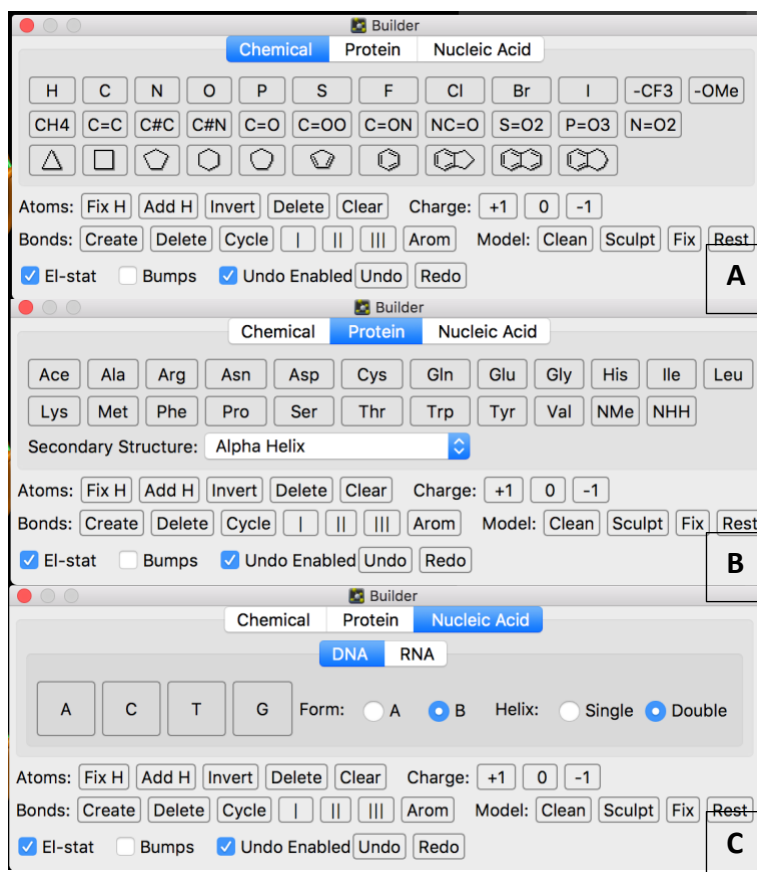 Builder
Chemical Protein Nucleic Acid
H C N O P S F Cl Br I -CF3 -OMe
CH4 C=C C#C C#N C=O C=OO C=ON NC=O S=O2 P=O3 N=O2
Atoms: Fix H Add H Invert Delete Clear Charge: +1 0 -1
Bonds: Create Delete Cycle | || ||| Arom Model: Clean Sculpt Fix Rest
El-stat Bumps Undo Enabled Undo Redo
A
Builder
Chemical Protein Nucleic Acid
Ace Ala Arg Asn Asp Cys Gln Glu Gly His Ile Leu
Lys Met Phe Pro Ser Thr Trp Tyr Val NMe NHH
Secondary Structure: Alpha Helix
Atoms: Fix H Add H Invert Delete Clear Charge: +1 0 -1
Bonds: Create Delete Cycle | || ||| Arom Model: Clean Sculpt Fix Rest
El-stat Bumps Undo Enabled Undo Redo
B
Builder
Chemical Protein Nucleic Acid
DNA RNA
A C T G Form: A B Helix: Single Double
Atoms: Fix H Add H Invert Delete Clear Charge: +1 0 -1
Bonds: Create Delete Cycle | || ||| Arom Model: Clean Sculpt Fix Rest
El-stat Bumps Undo Enabled Undo Redo
C